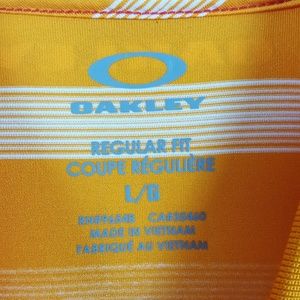 OAKLEY
REGULAR FIT
COUPE RÉGULIÈRE
MADE IN VIETNAM
FABRIQUÉ AU VIETNAM